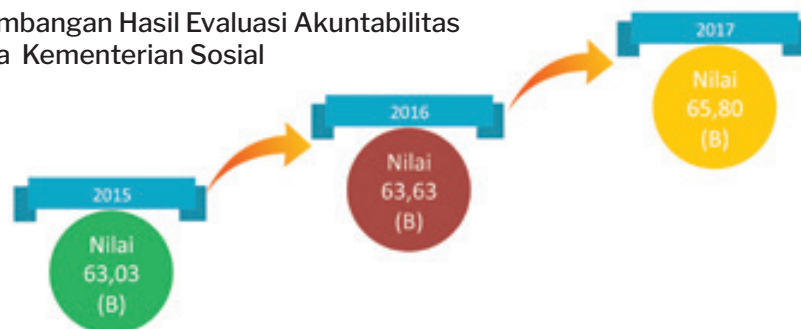 mbangan Hasil Evaluasi Akuntabilitas
a Kementerian Sosial
2017
Nilai
65,80
(B)
2016
Nilai
63,63
(B)
2015
Nilai
63,03
(B)